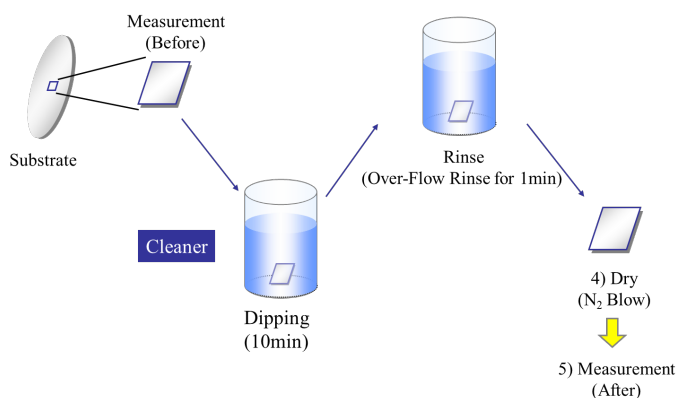 Measurement
(Before)
Substrate
Cleaner
Dipping
(10min)
Rinse
(Over-Flow Rinse for 1min)
4) Dry
(N₂ Blow)
5) Measurement
(After)